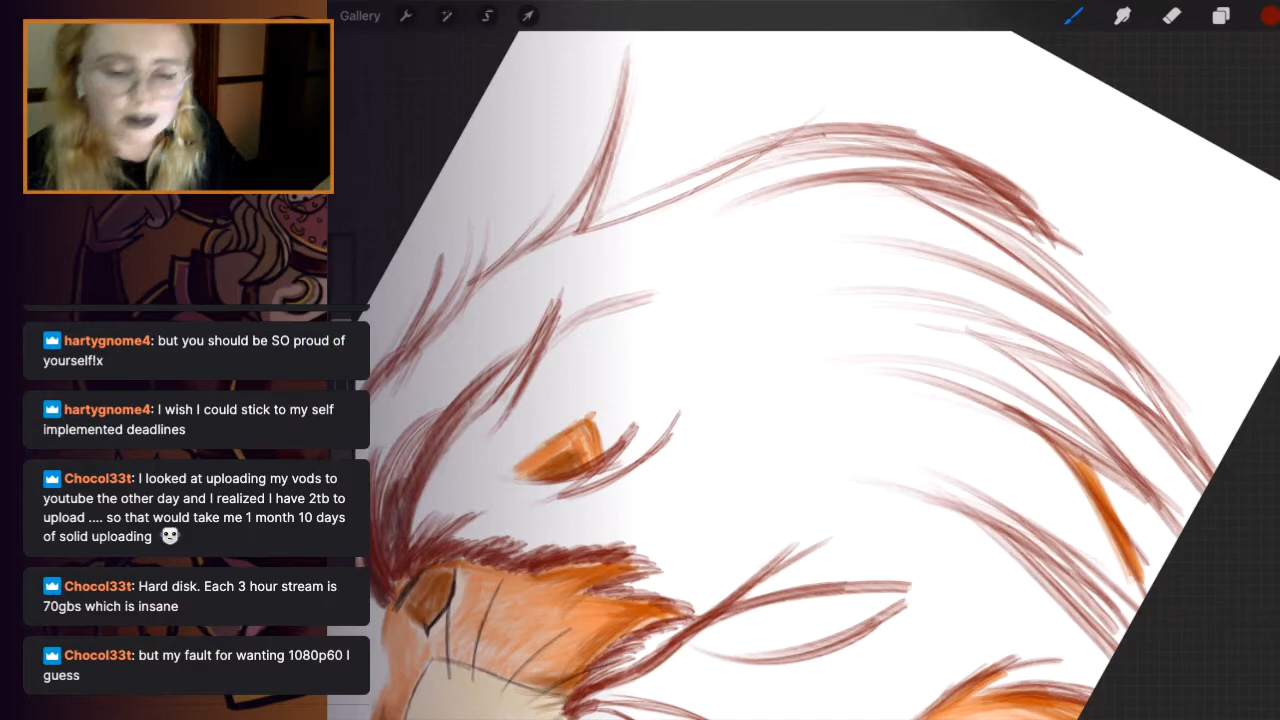 Gallery
hartygnome4: but you should be SO proud of
yourself!x
hartygnome4: I wish I could stick to my self
implemented deadlines
Chocol33t: I looked at uploading my vods to
youtube the other day and I realized I have 2tb to
upload .... so that would take me 1 month 10 days
of solid uploading
Chocol33t: Hard disk. Each 3 hour stream is
70gbs which is insane
Chocol33t: but my fault for wanting 1080p60 I
guess